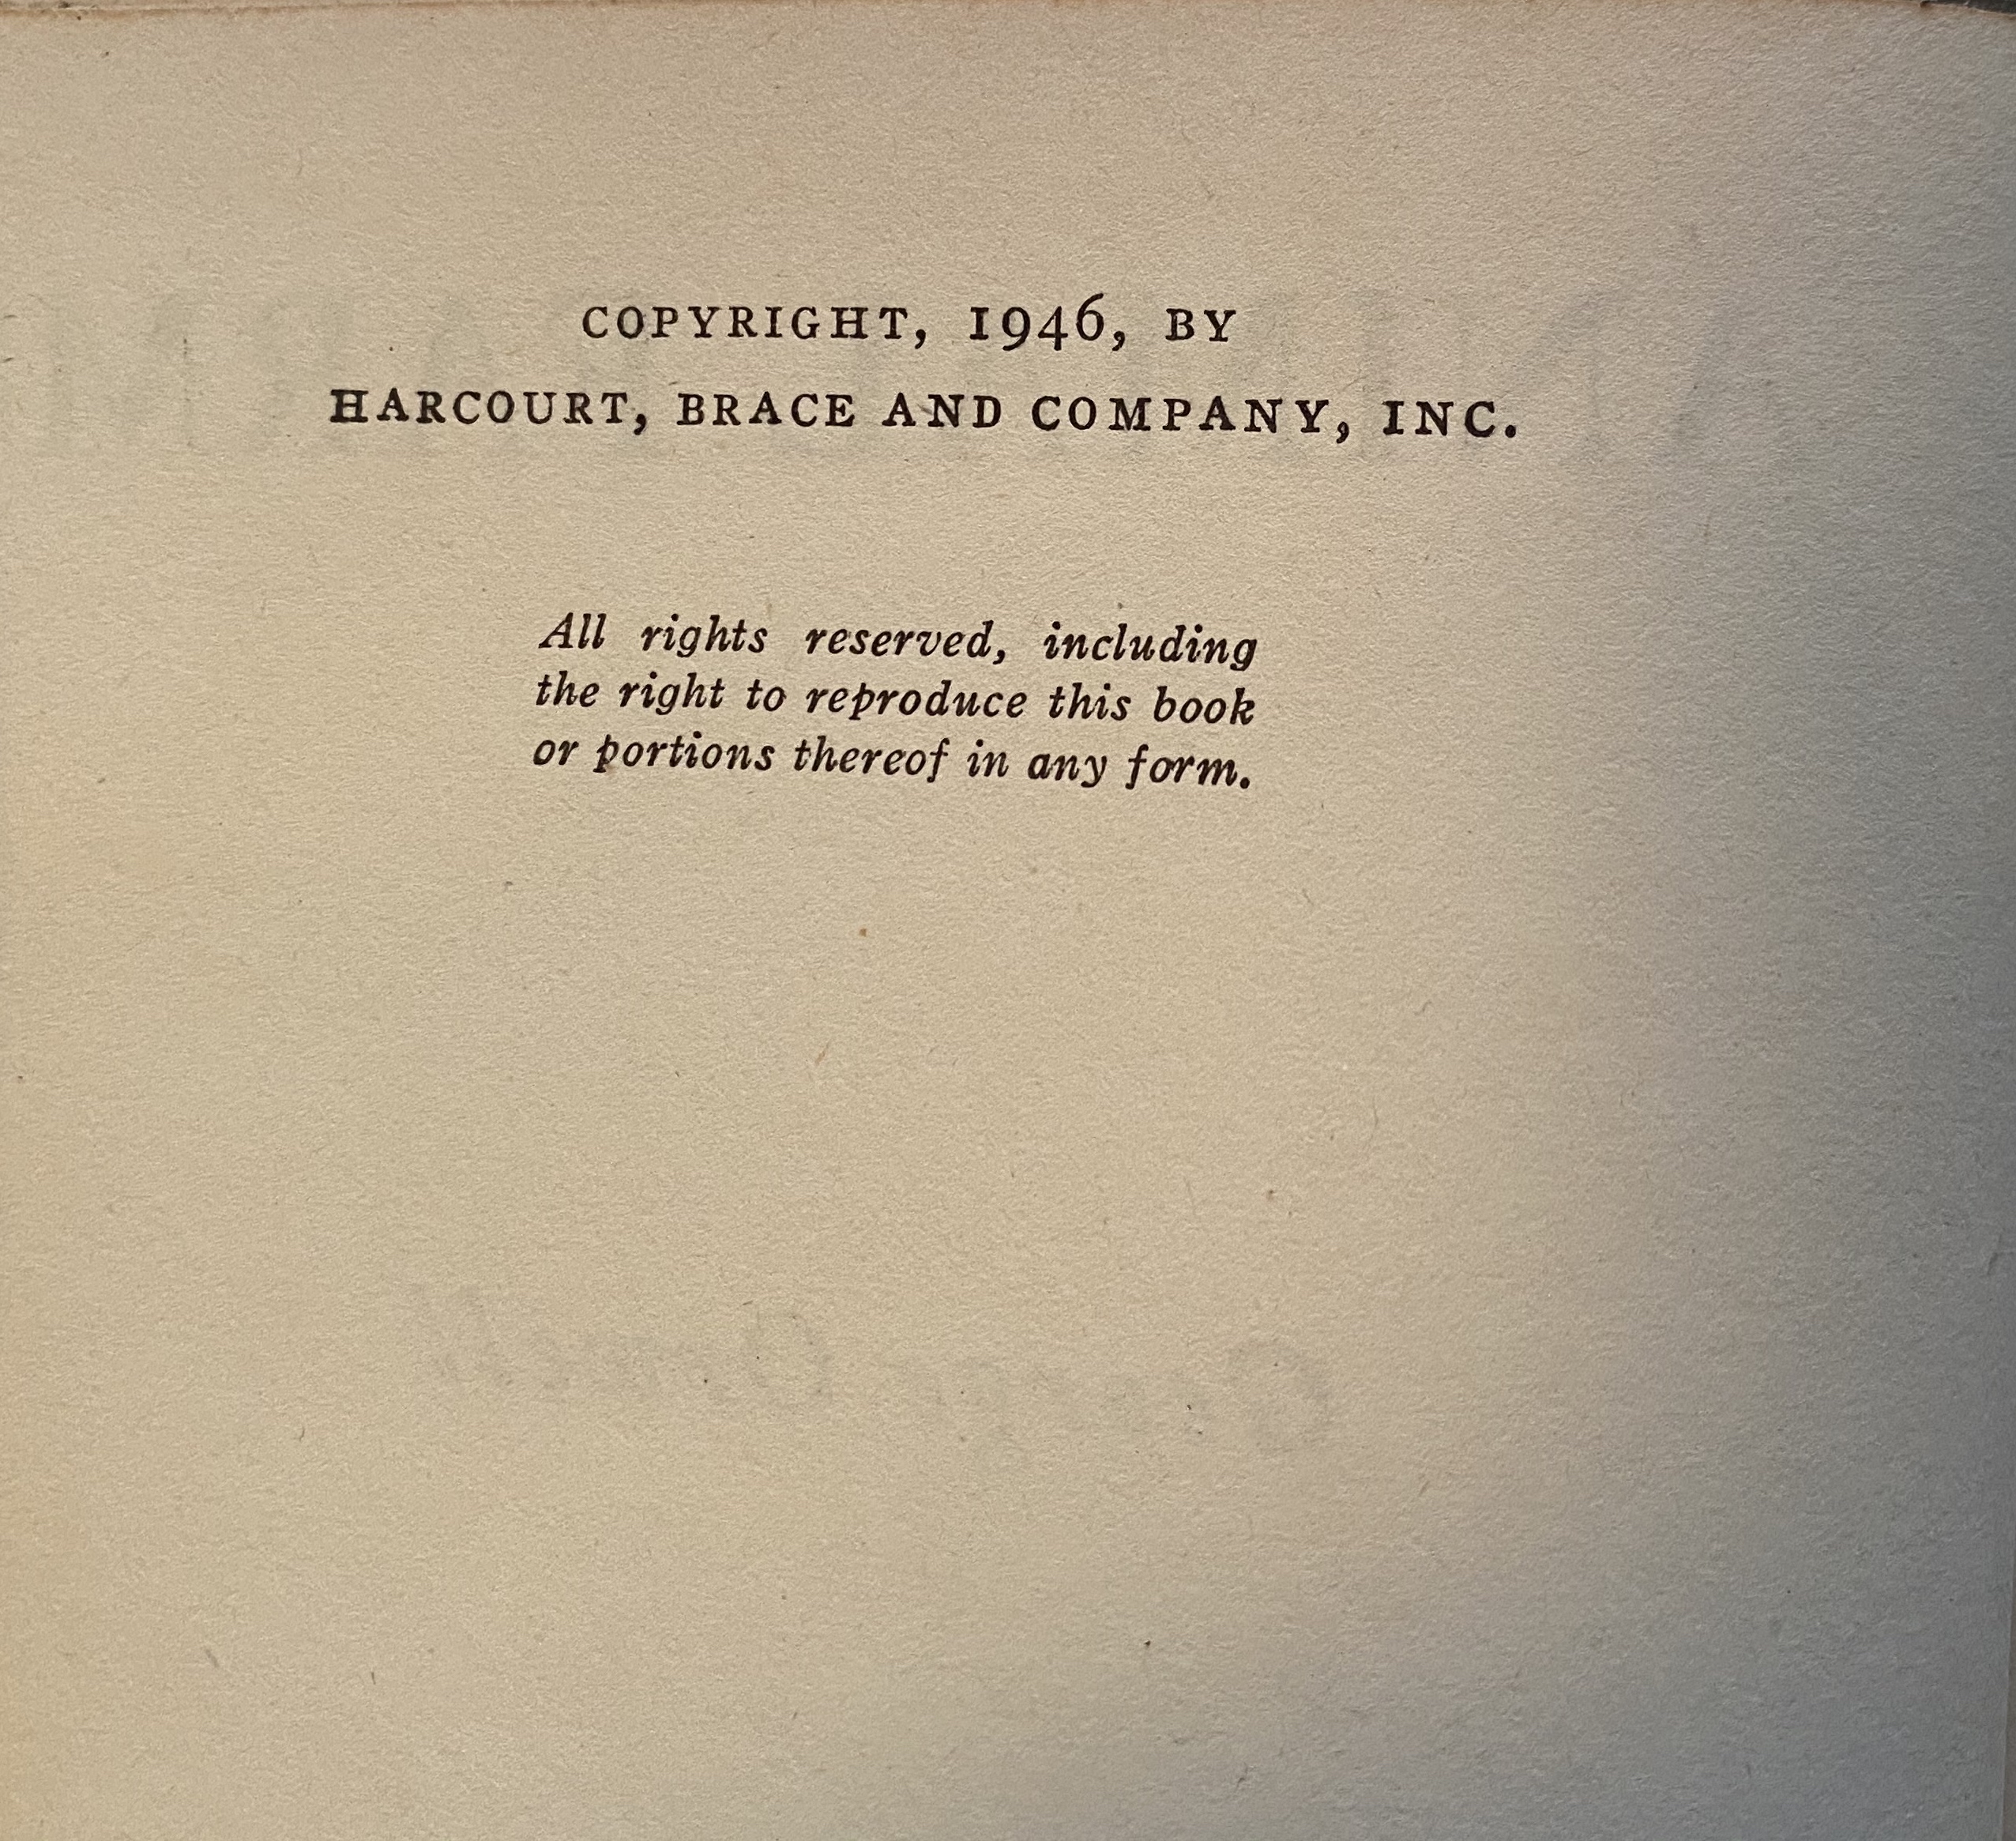 COPYRIGHT, 1946, BY
HARCOURT, BRACE AND COMPANY, INC.
All rights reserved, including
the right to reproduce this book
or portions thereof in any form.